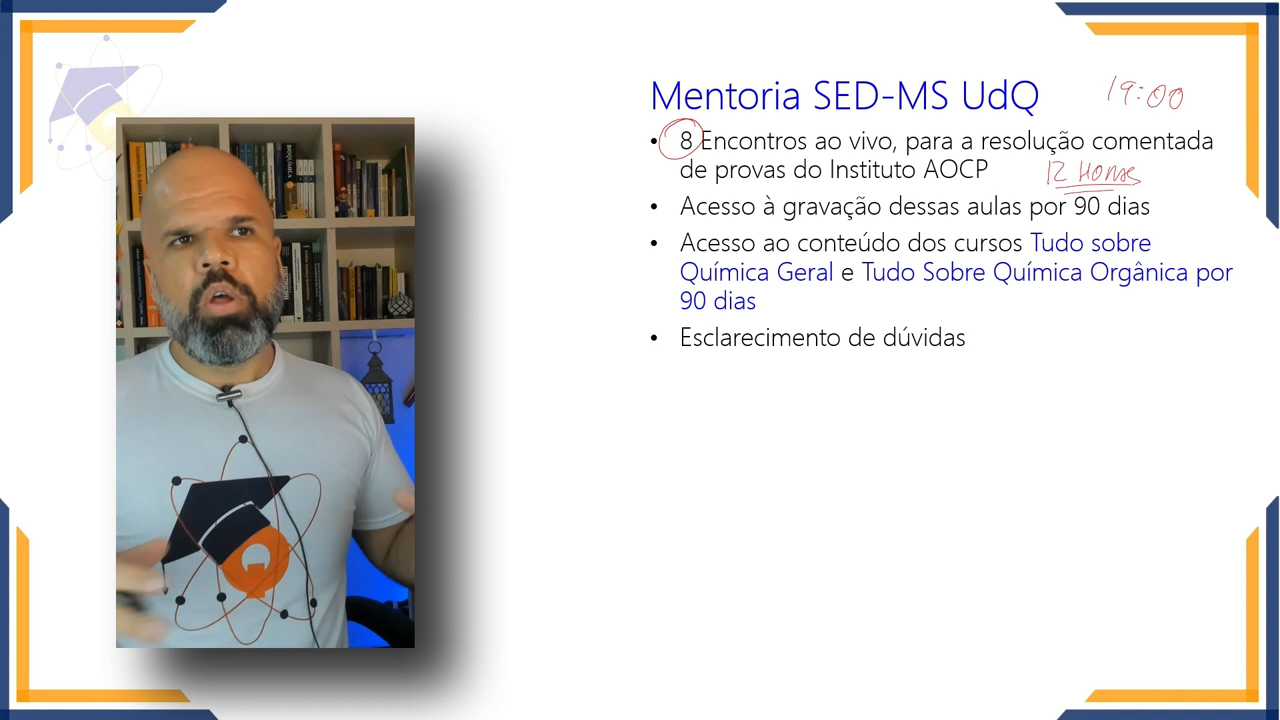 Mentoria SED-MS UdQ 19:00
• 8 Encontros ao vivo, para a resolução comentada
de provas do Instituto AOCP 12 Horas
• Acesso à gravação dessas aulas por 90 dias
• Acesso ao conteúdo dos cursos Tudo sobre
Química Geral e Tudo Sobre Química Orgânica por
90 dias
• Esclarecimento de dúvidas
BIOQUÍMICA